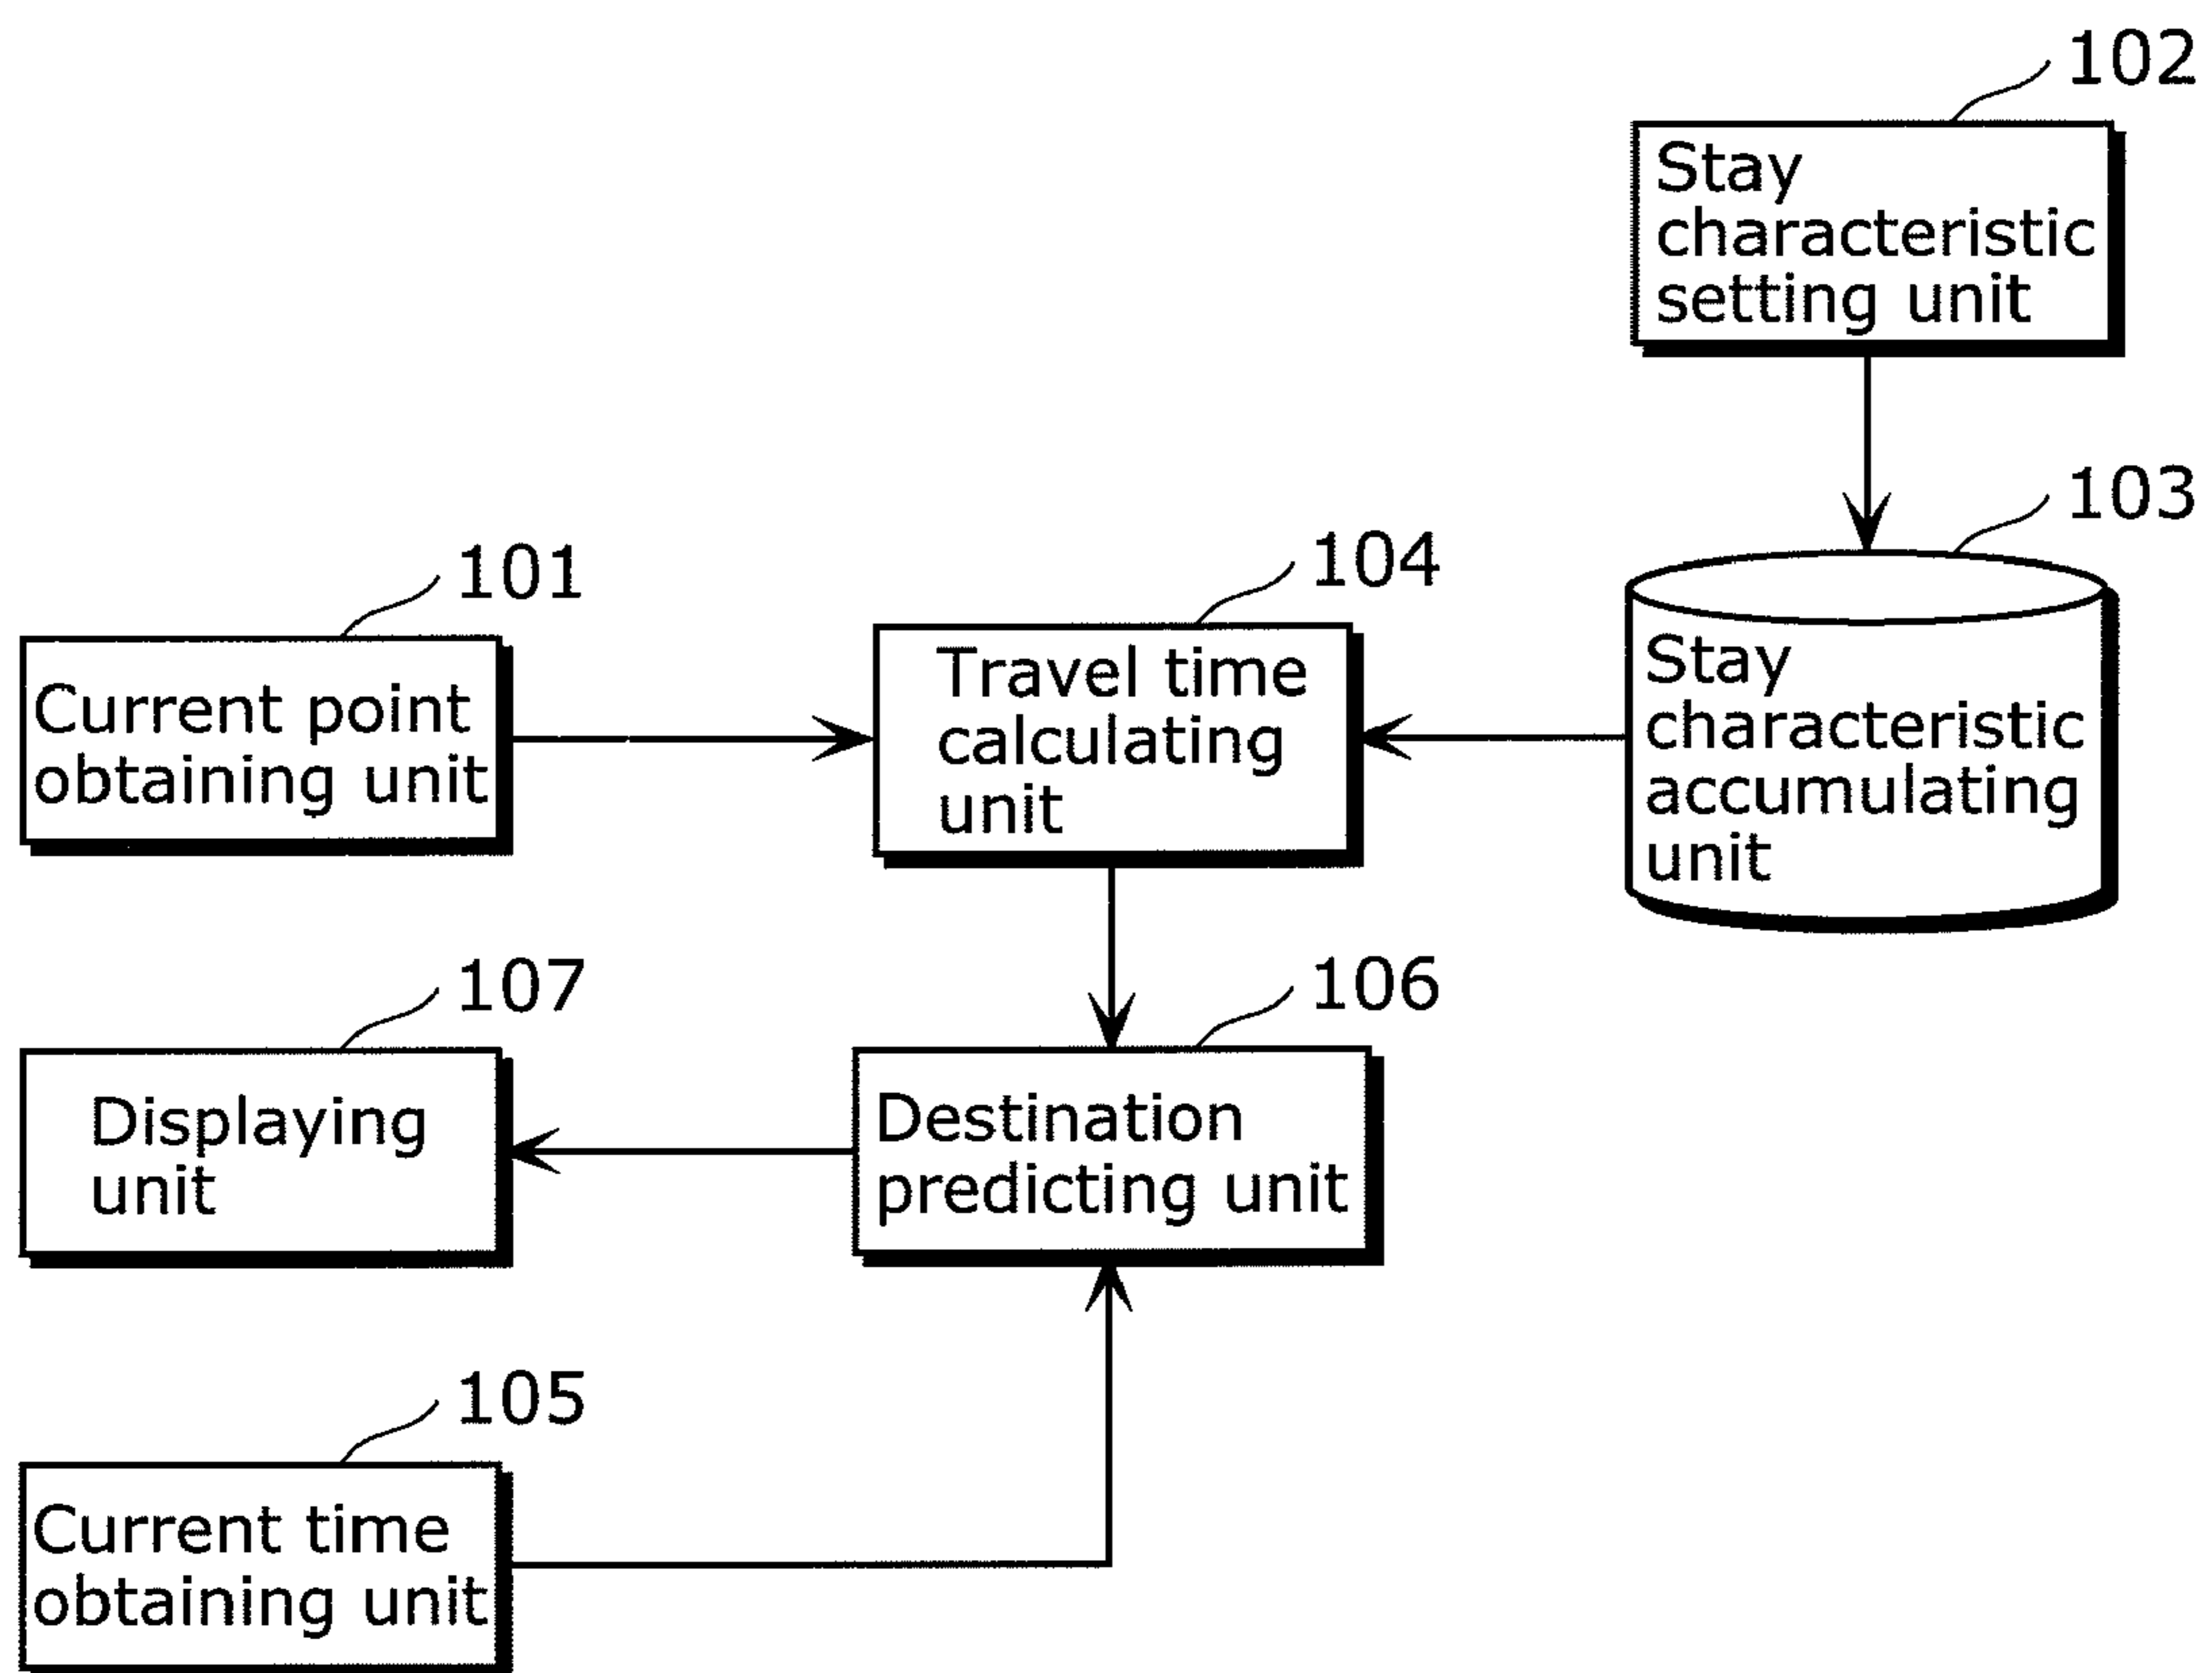 102
Stay
characteristic
setting unit
103
Stay
characteristic
accumulating
unit
101
Current point
obtaining unit
104
Travel time
calculating
unit
107
Displaying
unit
106
Destination
predicting unit
105
Current time
obtaining unit